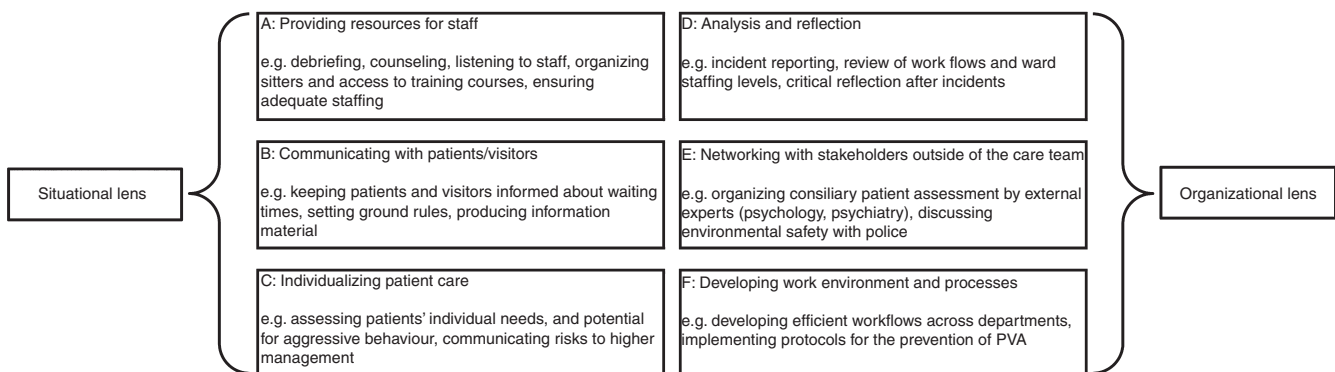 Situational lens
A: Providing resources for staff
e.g. debriefing, counseling, listening to staff, organizing
sitters and access to training courses, ensuring
adequate staffing
B: Communicating with patients/visitors
e.g. keeping patients and visitors informed about waiting
times, setting ground rules, producing information
material
C: Individualizing patient care
e.g. assessing patients’ individual needs, and potential
for aggressive behaviour, communicating risks to higher
management
D: Analysis and reflection
e.g. incident reporting, review of work flows and ward
staffing levels, critical reflection after incidents
E: Networking with stakeholders outside of the care team
e.g. organizing consiliary patient assessment by external
experts (psychology, psychiatry), discussing
environmental safety with police
F: Developing work environment and processes
e.g. developing efficient workflows across departments,
implementing protocols for the prevention of PVA
Organizational lens